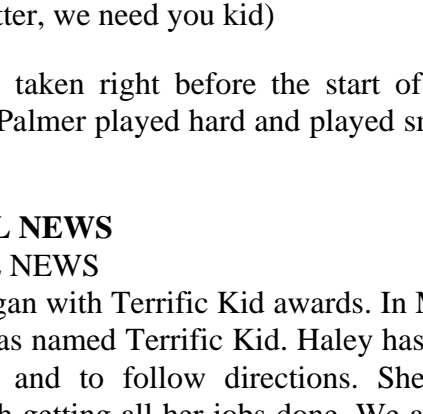 tter, we need you kid)
taken right before the start of
Palmer played hard and played sn
L NEWS
NEWS
gan with Terrific Kid awards. In M
as named Terrific Kid. Haley has
and to follow directions. She
h getting all her jobs done. We a